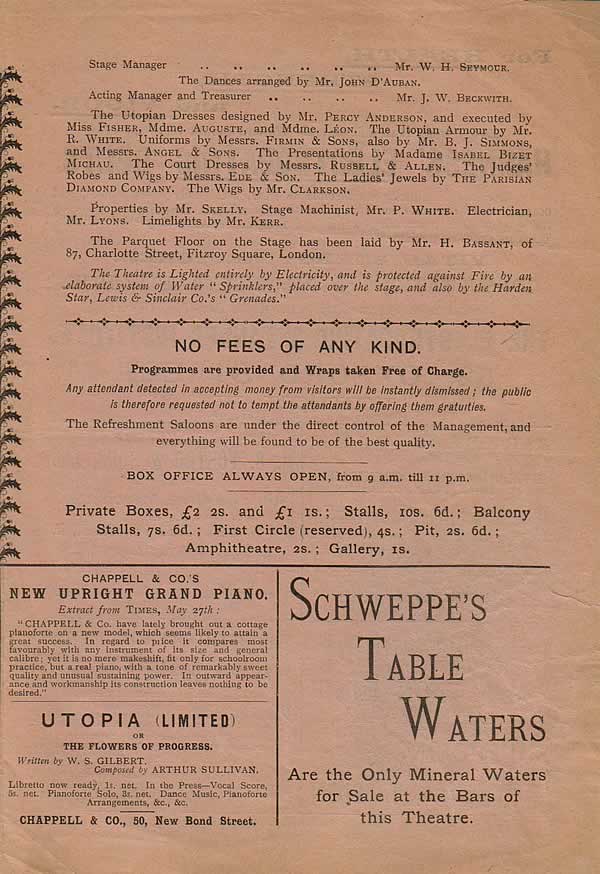 Stage Manager .. .. .. .. .. .. Mr. W. H. SEYMOUR.
The Dances arranged by Mr. JOHN D'AUBAN.
Acting Manager and Treasurer .. .. .. .. Mr. J. W. BECKWITH.
The Utopian Dresses designed by Mr. PERCY ANDERSON, and executed by
Miss FISHER, Mdme. AUGUSTE, and Mdme. LÉON. The Utopian Armour by Mr.
R. WHITE. Uniforms by Messrs. FIRMIN & SONS, also by Mr. B. J. SIMMONS,
and Messrs. ANGEL & SONS. The Presentations by Madame ISABEL BIZET
MICHAU. The Court Dresses by Messrs. RUSSELL & ALLEN. The Judges'
Robes and Wigs by Messrs. EDE & SON. The Ladies' Jewels by THE PARISIAN
DIAMOND COMPANY. The Wigs by Mr. CLARKSON.
Properties by Mr. SKELLY. Stage Machinist, Mr. P. WHITE. Electrician,
Mr. LYONS. Limelights by Mr. KERR.
The Parquet Floor on the Stage has been laid by Mr. H. BASSANT, of
87, Charlotte Street, Fitzroy Square, London.
The Theatre is Lighted entirely by Electricity, and is protected against Fire by an
elaborate system of Water "Sprinklers," placed over the stage, and also by the Harden
Star, Lewis & Sinclair Co.'s "Grenades."
NO FEES OF ANY KIND.
Programmes are provided and Wraps taken Free of Charge.
Any attendant detected in accepting money from visitors will be instantly dismissed; the public
is therefore requested not to tempt the attendants by offering them gratuities.
The Refreshment Saloons are under the direct control of the Management, and
everything will be found to be of the best quality.
BOX OFFICE ALWAYS OPEN, from 9 a.m. till 11 p.m.
Private Boxes, £2 2s. and £1 1s.; Stalls, 10s. 6d.; Balcony
Stalls, 7s. 6d.; First Circle (reserved), 4s.; Pit, 2s. 6d.;
Amphitheatre, 2s.; Gallery, 1s.
CHAPPELL & CO.'S
NEW UPRIGHT GRAND PIANO.
Extract from TIMES, May 27th:
"CHAPPELL & Co. have lately brought out a cottage
pianoforte on a new model, which seems likely to attain a
great success. In regard to price it compares most
favourably with any instrument of its size and general
calibre; yet it is no mere makeshift, fit only for schoolroom
practice, but a real piano, with a tone of remarkably sweet
quality and unusual sustaining power. In outward appear-
ance and workmanship its construction leaves nothing to be
desired."
UTOPIA (LIMITED)
OR
THE FLOWERS OF PROGRESS.
Written by W. S. GILBERT.
Composed by ARTHUR SULLIVAN.
Libretto now ready, 1s. net. In the Press—Vocal Score,
5s. net. Pianoforte Solo, 3s. net. Dance Music, Pianoforte
Arrangements, &c., &c.
CHAPPELL & CO., 50, New Bond Street.
SCHWEPPE'S
TABLE
WATERS
Are the Only Mineral Waters
for Sale at the Bars of
this Theatre.